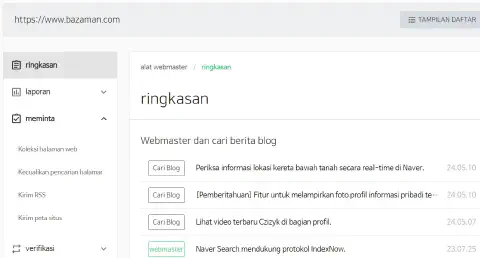 https://www.bazaman.com
TAMPILAN DAFTAR
ringkasan
laporan
meminta
Koleksi halaman web
Kecualikan pencarian halaman
Kirim RSS
Kirim peta situs
verifikasi
alat webmaster / ringkasan
ringkasan
Webmaster dan cari berita blog
Cari Blog Periksa informasi lokasi kereta bawah tanah secara real-time di Naver. 24.05.10
Cari Blog [Pemberitahuan] Fitur untuk melampirkan foto profil informasi pribadi te··· 24.05.10
Cari Blog Lihat video terbaru Czizyk di bagian profil. 24.05.07
webmaster Naver Search mendukung protokol IndexNow. 23.07.25